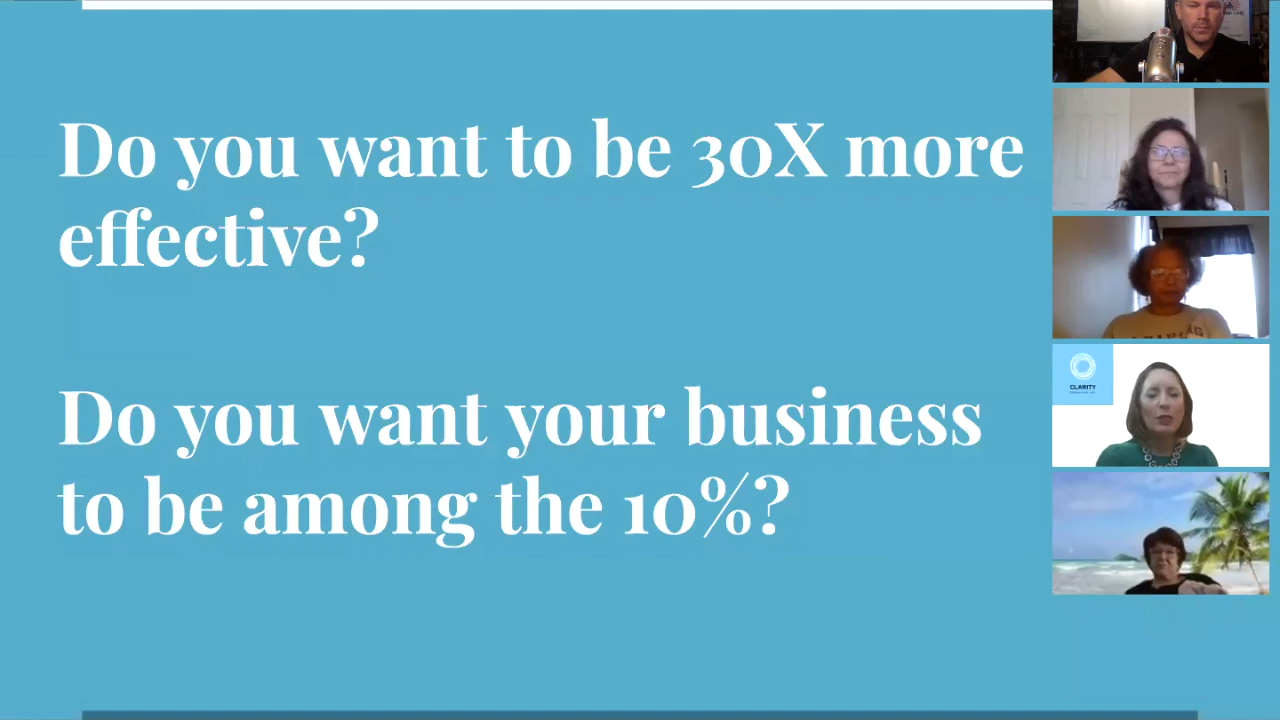 Do you want to be 30X more
effective?
Do you want your business
to be among the 10%?
CLARITY